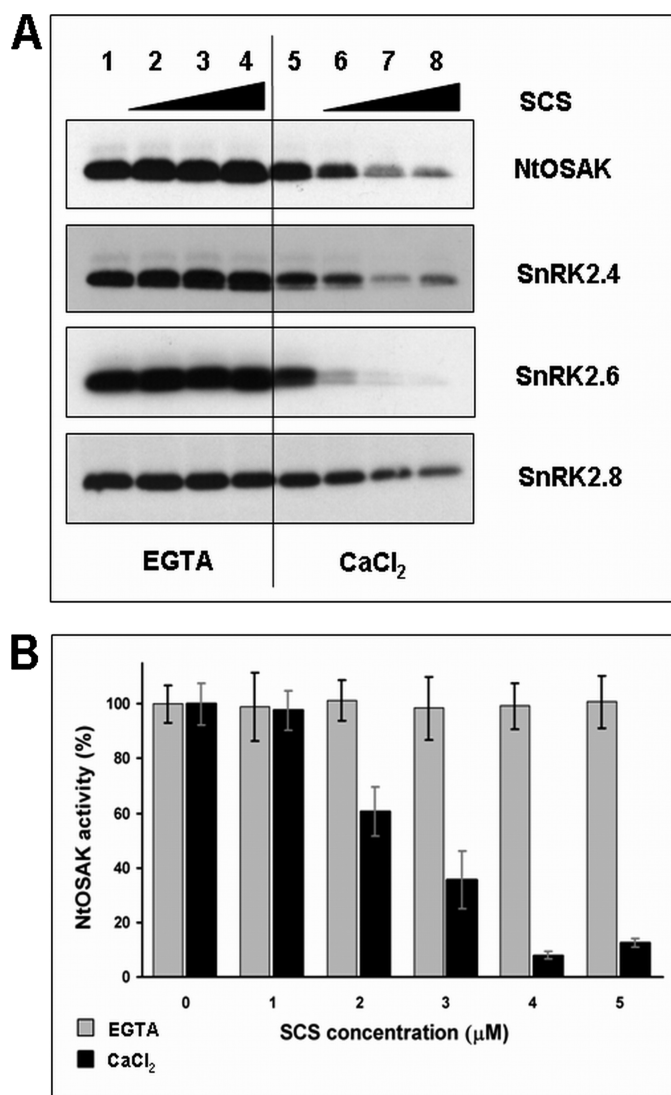 A
1 2 3 4 5 6 7 8
SCS
NtOSAK
SnRK2.4
SnRK2.6
SnRK2.8
EGTA CaCl₂
B
NtOSAK activity (%)
100
80
60
40
20
0
0 1 2 3 4 5
SCS concentration (μM)
EGTA
CaCl₂